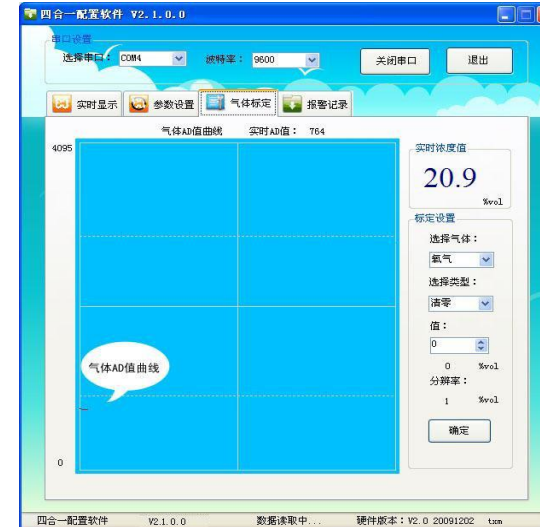 四合一配置软件 V2.1.0.0
串口设置
选择串口： COM4 波特率： 9600 关闭串口 退出
实时显示 参数设置 气体标定 报警记录
气体AD值曲线 实时AD值： 764
4095
实时浓度值
20.9
%vol
标定设置
选择气体：
氧气
选择类型：
清零
值：
0
0 %vol
分辨率：
1 %vol
确定
气体AD值曲线
0
四合一配置软件 V2.1.0.0 数据读取中... 硬件版本：V2.0 20091202 txm